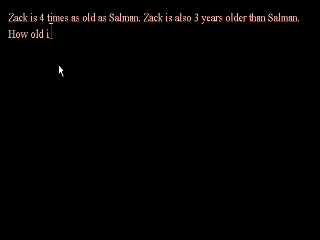 Zack is 4 times as old as Salman. Zack is also 3 years older than Salman.
How old i